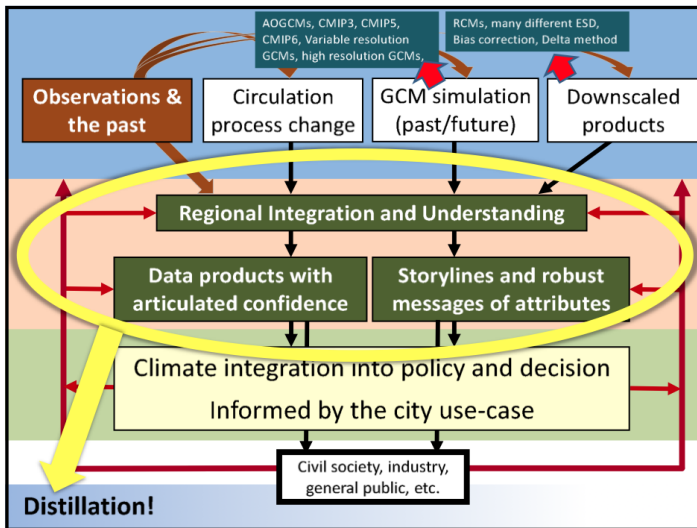 AOGCMs, CMIP3, CMIP5,
CMIP6, Variable resolution
GCMs, high resolution GCMs,
RCMs, many different ESD,
Bias correction, Delta method
Observations &
the past
Circulation
process change
GCM simulation
(past/future)
Downscaled
products
Regional Integration and Understanding
Data products with
articulated confidence
Storylines and robust
messages of attributes
Climate integration into policy and decision
Informed by the city use-case
Civil society, industry,
general public, etc.
Distillation!